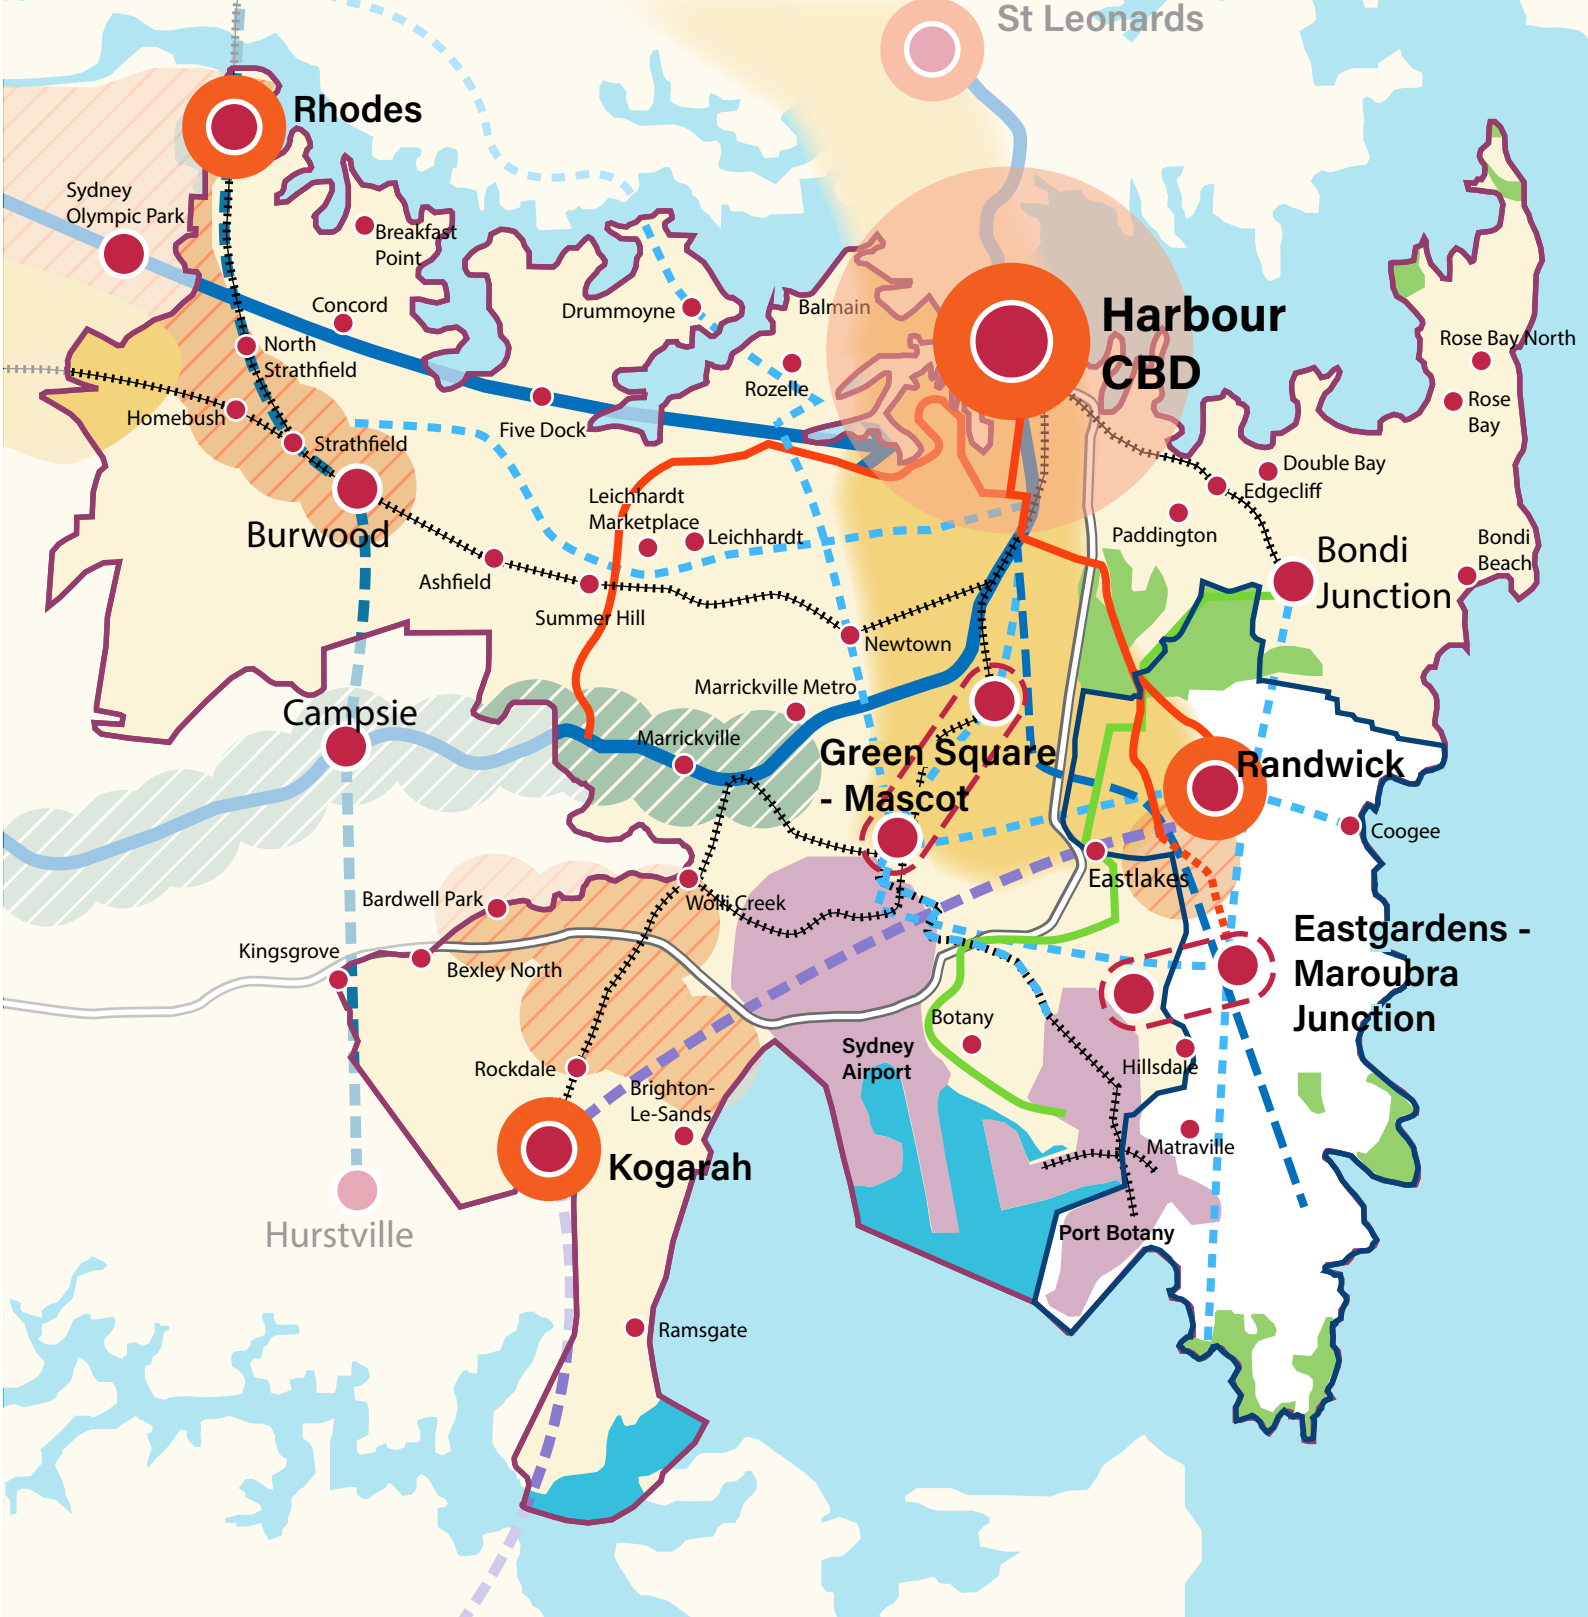 St Leonards
Rhodes
Sydney
Olympic Park
Breakfast
Point
Concord
Drummoyne
Balmain
Harbour
CBD
North
Strathfield
Rozelle
Rose Bay North
Homebush
Strathfield
Five Dock
Rose
Bay
Double Bay
Edgecliff
Leichhardt
Marketplace
Leichhardt
Paddington
Burwood
Bondi
Junction
Bondi
Beach
Ashfield
Summer Hill
Newtown
Marrickville Metro
Campsie
Marrickville
Green Square
- Mascot
Randwick
Coogee
Eastlakes
Bardwell Park
Wolli Creek
Kingsgrove
Bexley North
Eastgardens -
Maroubra
Junction
Botany
Sydney
Airport
Rockdale
Brighton-
Le-Sands
Hillsdale
Matraville
Kogarah
Hurstville
Port Botany
Ramsgate